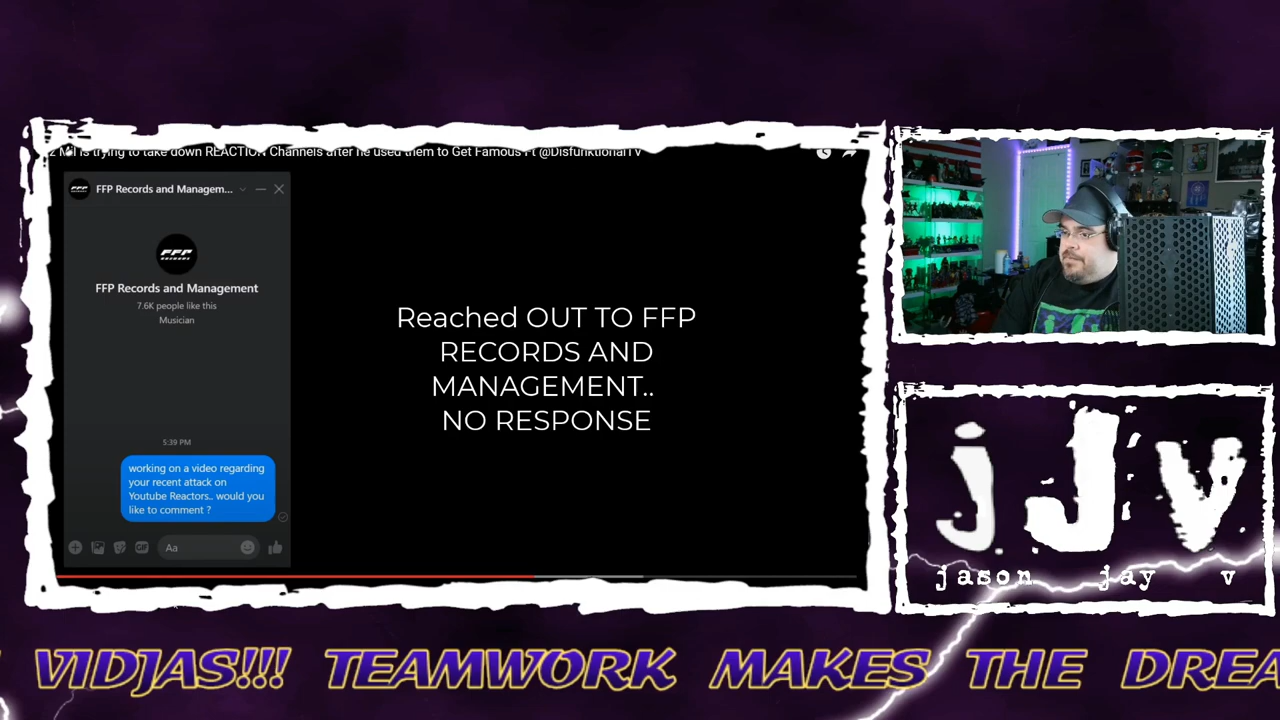 is trying to take down REACTION Channels after he used them to Get Famous Ft @DisfunktionalTV
FFP Records and Managem...
FFP
FFP Records and Management
7.6K people like this
Musician
5:39 PM
working on a video regarding
your recent attack on
Youtube Reactors.. would you
like to comment ?
GIF
Aa
Reached OUT TO FFP
RECORDS AND
MANAGEMENT..
NO RESPONSE
jJv
jason jay v
VIDJAS!!! TEAMWORK MAKES THE DREA